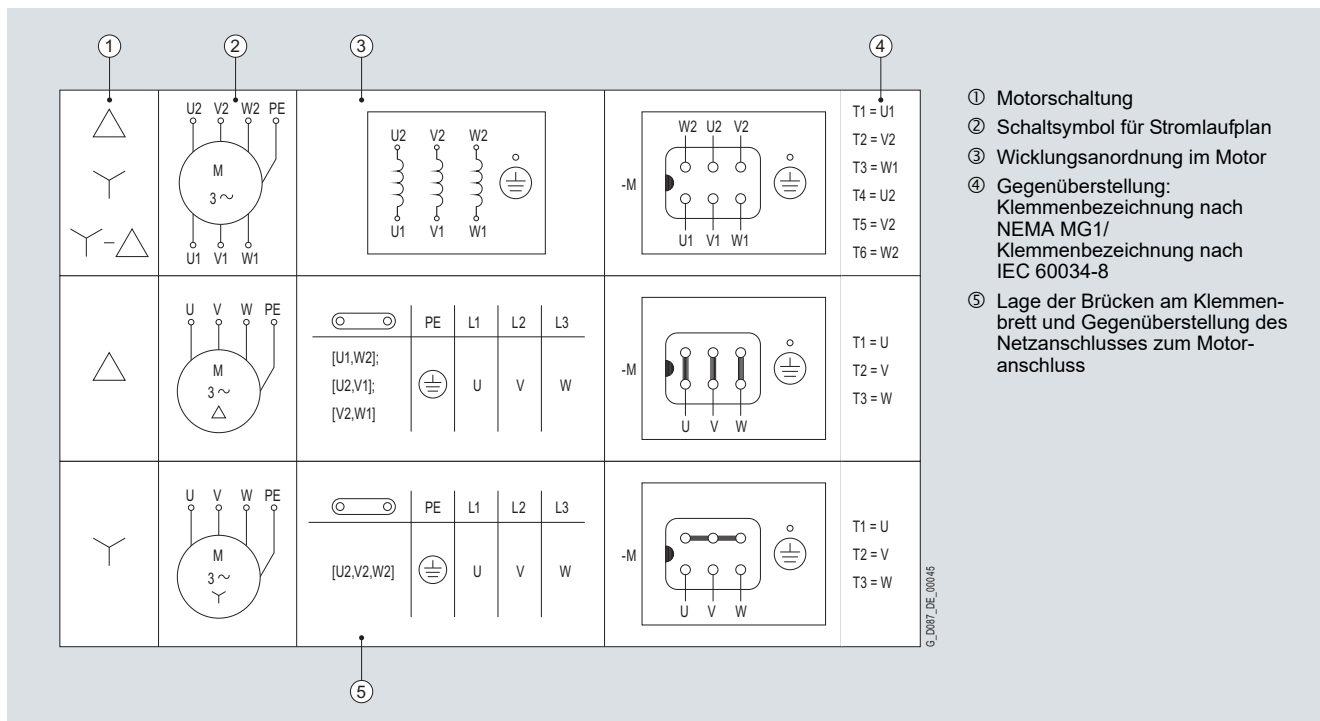 ① ② ③ ④
U2 V2 W2 PE
M
3 ~
U1 V1 W1
U2 V2 W2
U1 V1 W1
-M
W2 U2 V2
U1 V1 W1
T1 = U1
T2 = V2
T3 = W1
T4 = U2
T5 = V2
T6 = W2
U V W PE
M
3 ~
PE L1 L2 L3
[U1,W2];
[U2,V1];
[V2,W1]
U V W
-M
U V W
T1 = U
T2 = V
T3 = W
U V W PE
M
3 ~
PE L1 L2 L3
[U2,V2,W2] U V W
-M
U V W
T1 = U
T2 = V
T3 = W
⑤
G_D087_DE_00045
① Motorschaltung
② Schaltsymbol für Stromlaufplan
③ Wicklungsanordnung im Motor
④ Gegenüberstellung:
Klemmenbezeichnung nach
NEMA MG1/
Klemmenbezeichnung nach
IEC 60034-8
⑤ Lage der Brücken am Klemmen-
brett und Gegenüberstellung des
Netzanschlusses zum Motor-
anschluss